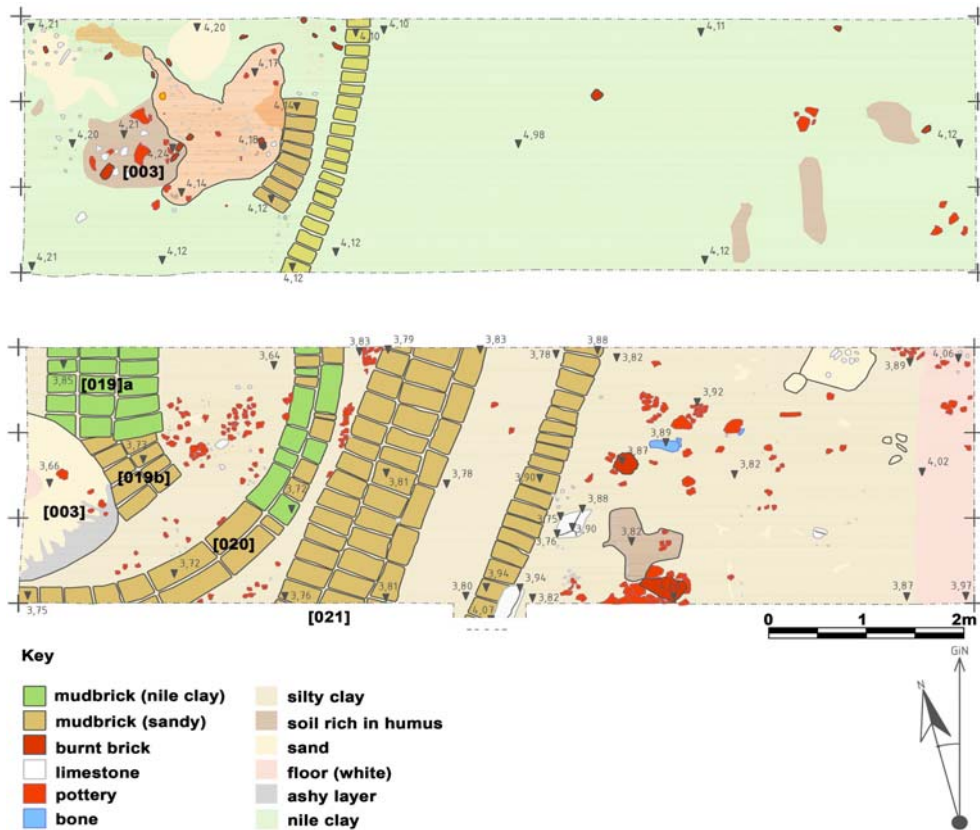 4,21 4,20 4,10 4,10 4,11
4,17
4,14
4,21
4,20 4,18 4,98 4,12
4,24
[003]
4,14
4,12
4,21 4,12 4,12 4,12
4,12
3,83 3,79 3,83 3,88
3,64 3,78 3,82 4,06
3,85 [019]a 3,89
3,92
3,73 3,89
3,66 [019b] 3,87 4,02
3,81 3,78 3,90 3,82
3,72
[003] 3,88
3,75 3,90
[020] 3,76 3,82
3,72
3,75 3,76 3,81 3,80 3,94 3,94 3,82 3,87 3,97
4,07
[021]
0 1 2m
GiN
N
Key
mudbrick (nile clay) silty clay
mudbrick (sandy) soil rich in humus
burnt brick sand
limestone floor (white)
pottery ashy layer
bone nile clay